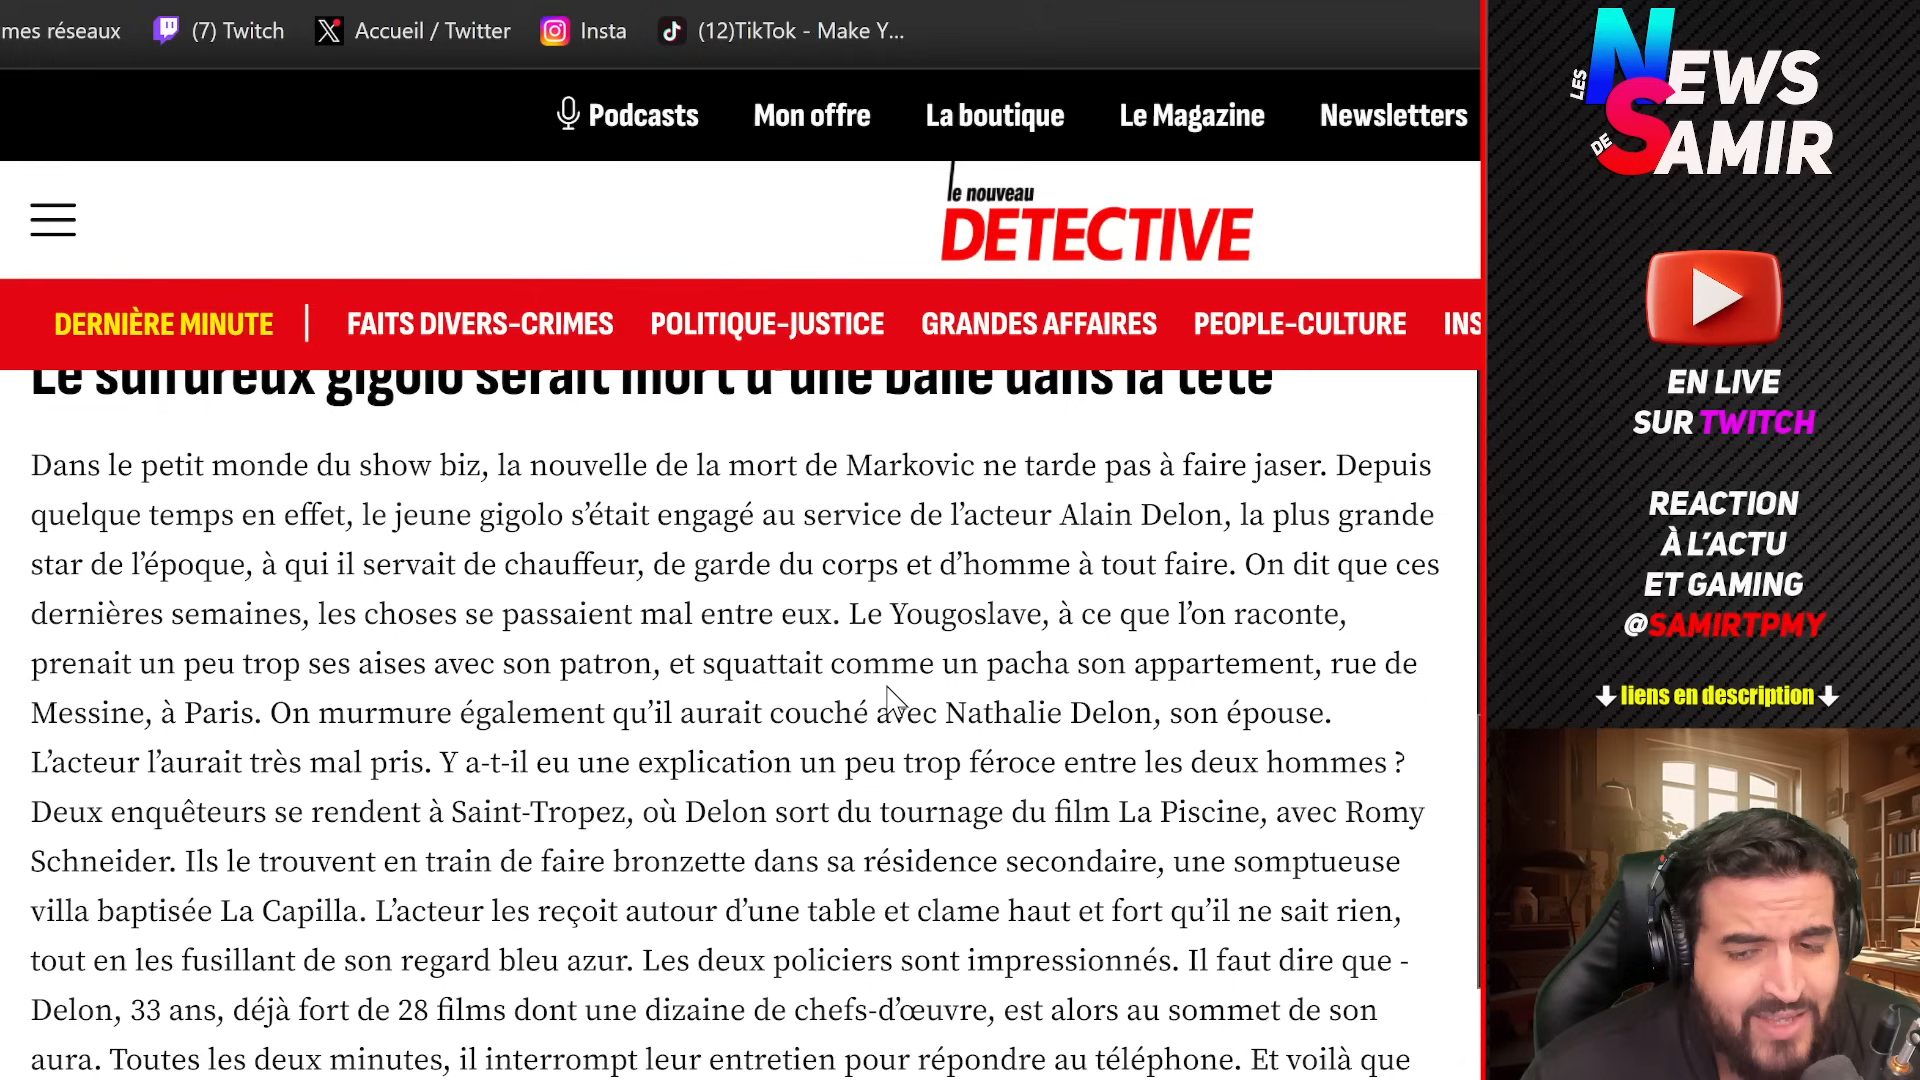 mes réseaux
(7) Twitch
Accueil / Twitter
Insta
(12)TikTok - Make Y...
Podcasts
Mon offre
La boutique
Le Magazine
Newsletters
le nouveau
DETECTIVE
DERNIÈRE MINUTE
FAITS DIVERS-CRIMES
POLITIQUE-JUSTICE
GRANDES AFFAIRES
PEOPLE-CULTURE
INS
Le sulfureux gigolo serait mort d'une balle dans la tête
Dans le petit monde du show biz, la nouvelle de la mort de Markovic ne tarde pas à faire jaser. Depuis
quelque temps en effet, le jeune gigolo s’était engagé au service de l’acteur Alain Delon, la plus grande
star de l’époque, à qui il servait de chauffeur, de garde du corps et d’homme à tout faire. On dit que ces
dernières semaines, les choses se passaient mal entre eux. Le Yougoslave, à ce que l’on raconte,
prenait un peu trop ses aises avec son patron, et squattait comme un pacha son appartement, rue de
Messine, à Paris. On murmure également qu’il aurait couché avec Nathalie Delon, son épouse.
L’acteur l’aurait très mal pris. Y a-t-il eu une explication un peu trop féroce entre les deux hommes ?
Deux enquêteurs se rendent à Saint-Tropez, où Delon sort du tournage du film La Piscine, avec Romy
Schneider. Ils le trouvent en train de faire bronzette dans sa résidence secondaire, une somptueuse
villa baptisée La Capilla. L’acteur les reçoit autour d’une table et clame haut et fort qu’il ne sait rien,
tout en les fusillant de son regard bleu azur. Les deux policiers sont impressionnés. Il faut dire que -
Delon, 33 ans, déjà fort de 28 films dont une dizaine de chefs-d’œuvre, est alors au sommet de son
aura. Toutes les deux minutes, il interrompt leur entretien pour répondre au téléphone. Et voilà que
LES NEWS
DE SAMIR
EN LIVE
SUR TWITCH
REACTION
À L'ACTU
ET GAMING
@SAMIRTPMY
liens en description